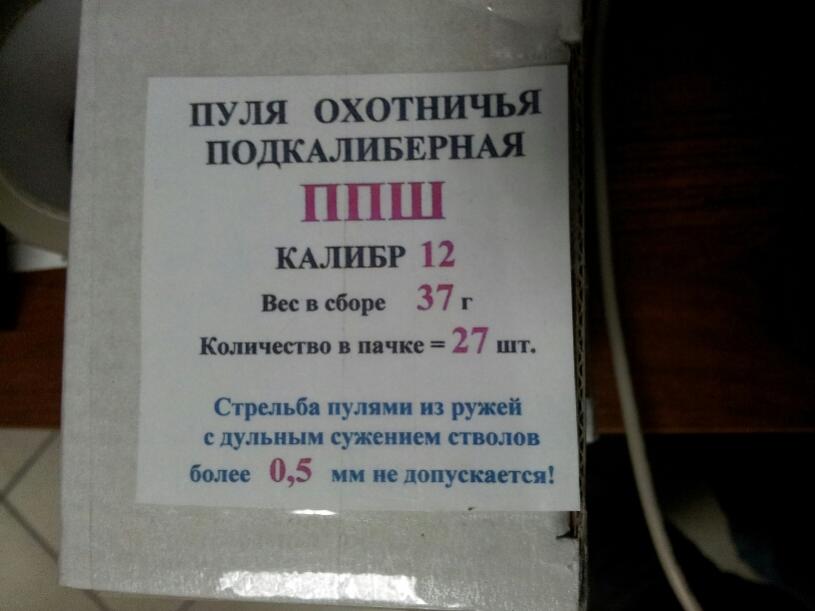 ПУЛЯ ОХОТНИЧЬЯ
ПОДКАЛИБЕРНАЯ
ППШ
КАЛИБР 12
Вес в сборе 37 г
Количество в пачке = 27 шт.
Стрельба пулями из ружей
с дульным сужением стволов
более 0,5 мм не допускается!